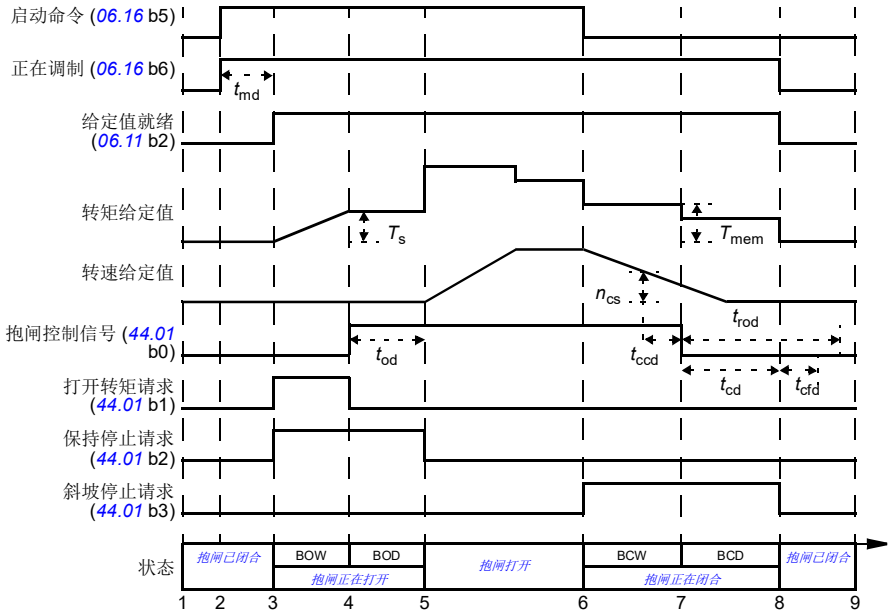 启动命令 (06.16 b5)
正在调制 (06.16 b6)
tmd
给定值就绪
(06.11 b2)
转矩给定值
Ts
Tmem
转速给定值
ncs
trod
抱闸控制信号 (44.01
b0)
tod
tccd
tcd
tcfd
打开转矩请求
(44.01 b1)
保持停止请求
(44.01 b2)
斜坡停止请求
(44.01 b3)
状态
抱闸已闭合
BOW
BOD
抱闸正在打开
抱闸打开
BCW
BCD
抱闸正在闭合
抱闸已闭合
1 2 3 4 5 6 7 8 9